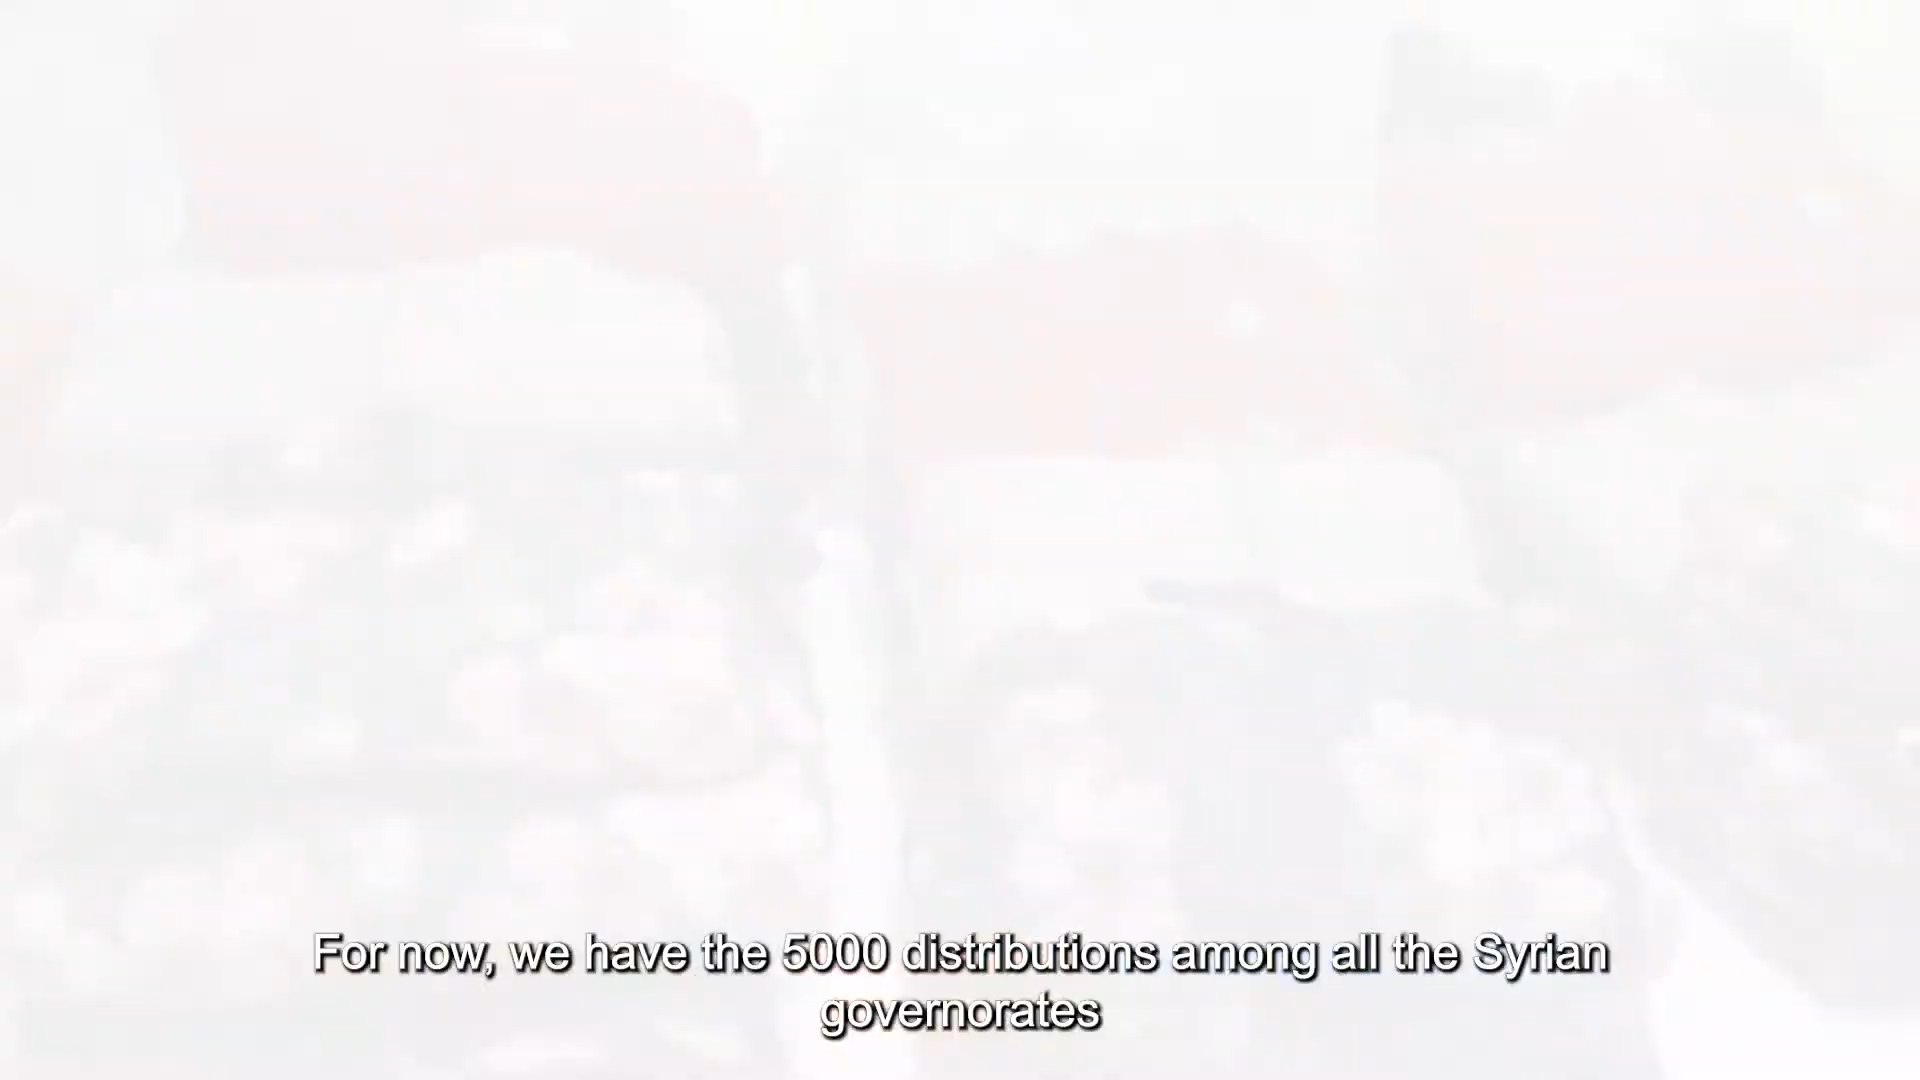 For now, we have the 5000 distributions among all the Syrian
governorates